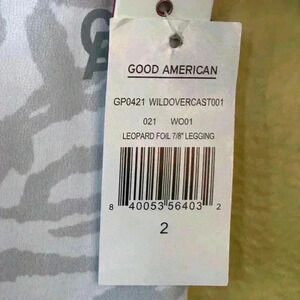 GOOD AMERICAN
GP0421 WILDOVERCAST001
021 WO01
LEOPARD FOIL 7/8" LEGGING
8 40053 56403 2
2